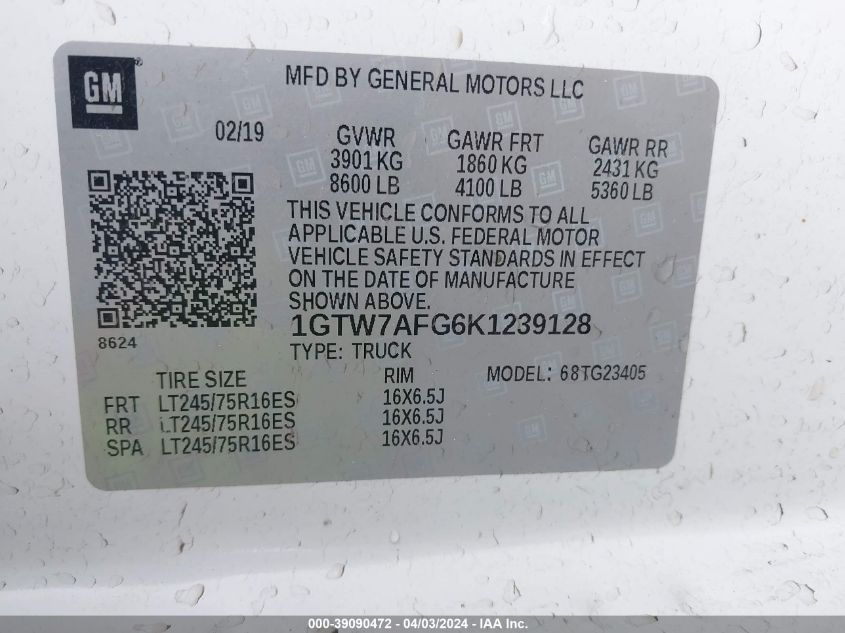 GM
MFD BY GENERAL MOTORS LLC
02/19
GVWR GAWR FRT GAWR RR
3901 KG 1860 KG 2431 KG
8600 LB 4100 LB 5360 LB
THIS VEHICLE CONFORMS TO ALL
APPLICABLE U.S. FEDERAL MOTOR
VEHICLE SAFETY STANDARDS IN EFFECT
ON THE DATE OF MANUFACTURE
SHOWN ABOVE.
8624
1GTW7AFG6K1239128
TYPE: TRUCK
TIRE SIZE RIM MODEL: 68TG23405
FRT LT245/75R16ES 16X6.5J
RR LT245/75R16ES 16X6.5J
SPA LT245/75R16ES 16X6.5J
000-39090472 - 04/03/2024 - IAA Inc.